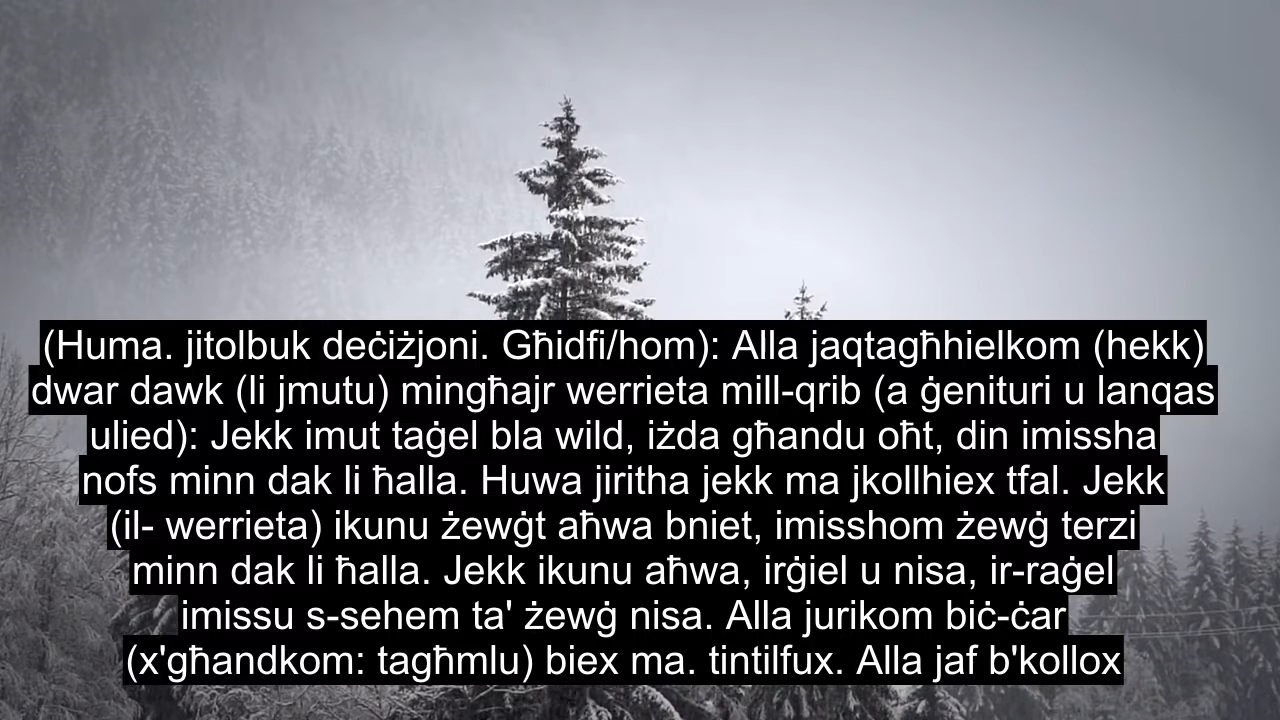 (Huma. jitolbuk deċiżjoni. Għidfi/hom): Alla jaqtagħhielkom (hekk)
dwar dawk (li jmutu) mingħajr werrieta mill-qrib (a ġenituri u lanqas
ulied): Jekk imut taġel bla wild, iżda għandu oħt, din imissha
nofs minn dak li ħalla. Huwa jiritha jekk ma jkollhiex tfal. Jekk
(il- werrieta) ikunu żewġt aħwa bniet, imisshom żewġ terzi
minn dak li ħalla. Jekk ikunu aħwa, irġiel u nisa, ir-raġel
imissu s-sehem ta' żewġ nisa. Alla jurikom biċ-ċar
(x'għandkom: tagħmlu) biex ma. tintilfux. Alla jaf b'kollox